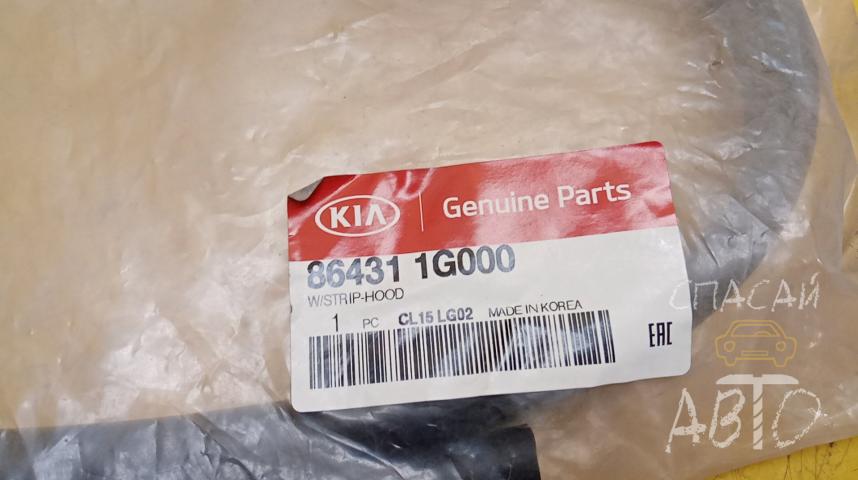 KIA Genuine Parts
86431 1G000
W/STRIP-HOOD
1 PC CL15 LG02 MADE IN KOREA
EAC
СПАСАЙ
АВТО